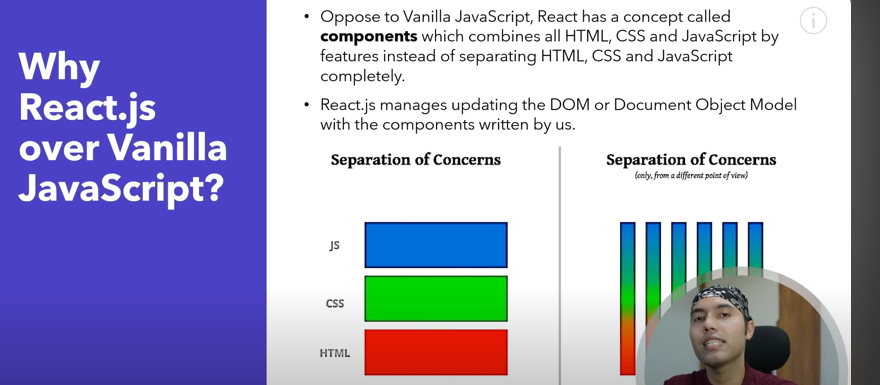 Why
React.js
over Vanilla
JavaScript?
• Oppose to Vanilla JavaScript, React has a concept called
components which combines all HTML, CSS and JavaScript by
features instead of separating HTML, CSS and JavaScript
completely.
• React.js manages updating the DOM or Document Object Model
with the components written by us.
Separation of Concerns
JS
CSS
HTML
Separation of Concerns
(only, from a different point of view)